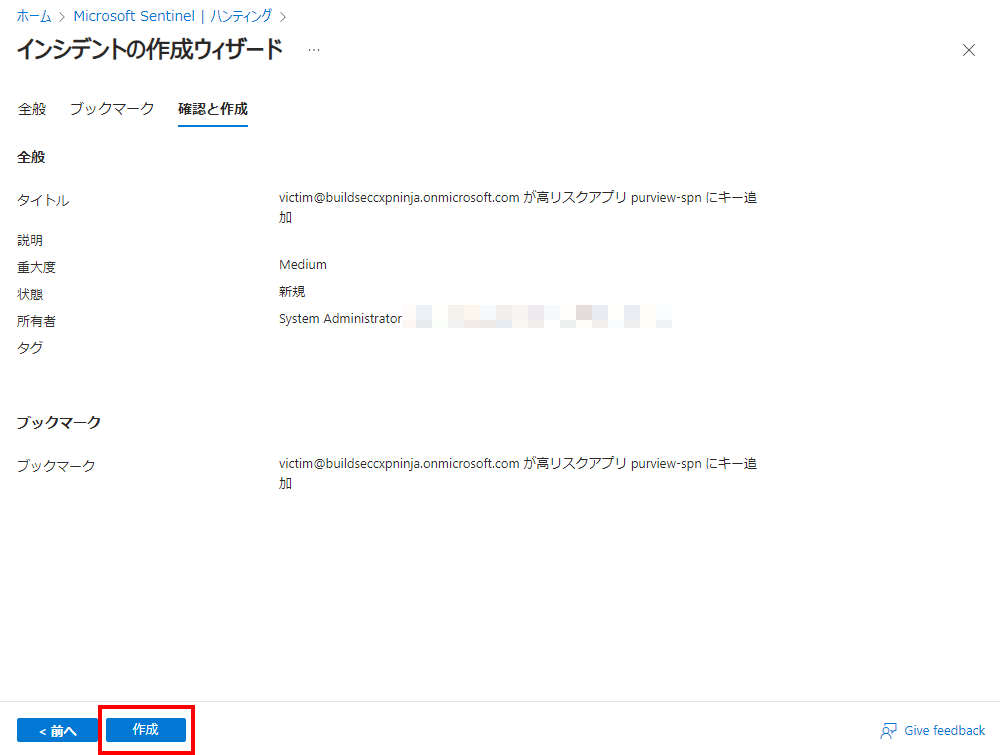 ホーム > Microsoft Sentinel | ハンティング >
インシデントの作成ウィザード ...
全般 ブックマーク 確認と作成
全般
タイトル victim@buildseccxpninja.onmicrosoft.com が高リスクアプリ purview-spn にキー追
加
説明
重大度 Medium
状態 新規
所有者 System Administrator
タグ
ブックマーク
ブックマーク victim@buildseccxpninja.onmicrosoft.com が高リスクアプリ purview-spn にキー追
加
< 前へ 作成 Give feedback